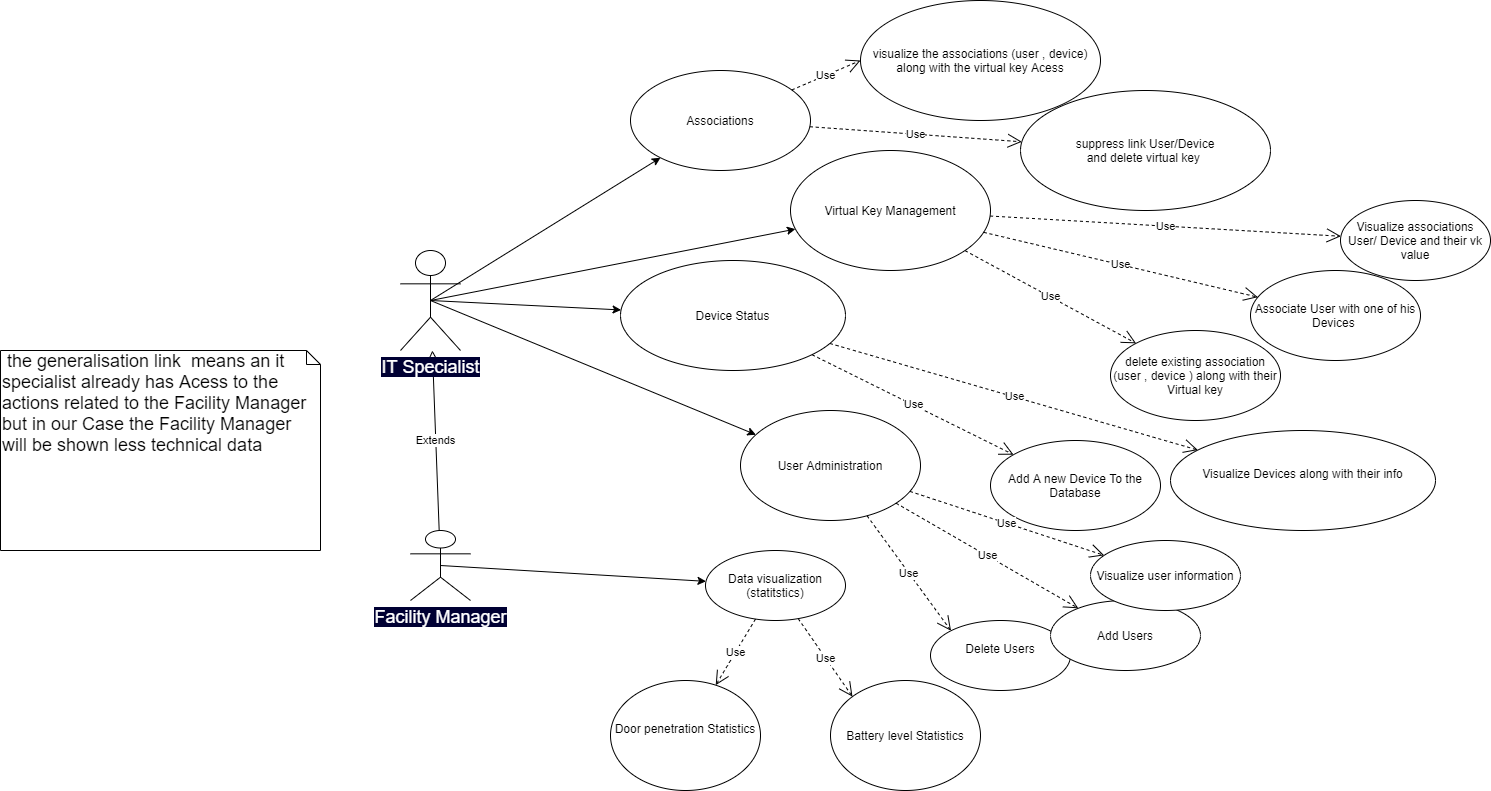 visualize the associations (user , device)
along with the virtual key Acess
Use
Associations
Use
suppress link User/Device
and delete virtual key
Virtual Key Management
Use
Visualize associations
User/ Device and their vk
value
Use
Use
Associate User with one of his
Devices
Device Status
delete existing association
(user , device ) along with their
Virtual key
IT Specialist
the generalisation link  means an it
specialist already has Acess to the
actions related to the Facility Manager
but in our Case the Facility Manager
will be shown less technical data
Use
Use
Extends
User Administration
Visualize Devices along with their info
Add A new Device To the
Database
Use
Use
Use
Visualize user information
Data visualization
(statitstics)
Facility Manager
Add Users
Delete Users
Use
Use
Door penetration Statistics
Battery level Statistics